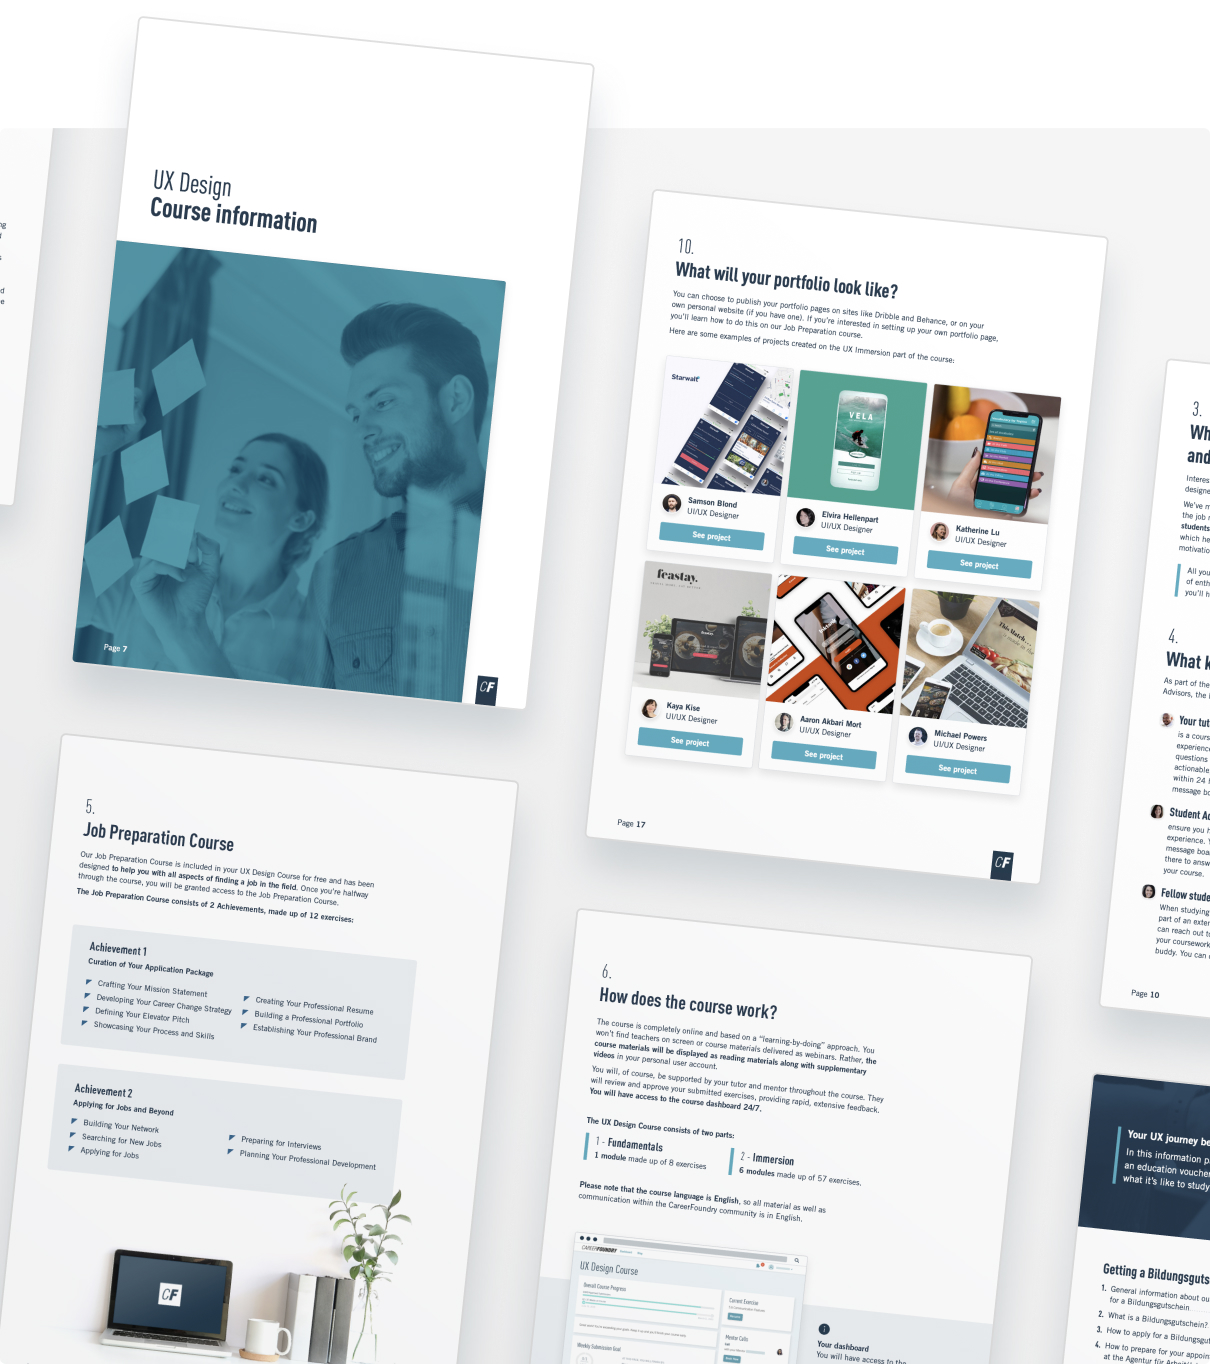 UX Design
Course information
Page 7
CF
10.
What will your portfolio look like?
You can choose to publish your portfolio pages on sites like Dribble and Behance, or on your
own personal website (if you have one). If you're interested in setting up your own portfolio page,
you'll learn how to do this on our Job Preparation course.
Here are some examples of projects created on the UX Immersion part of the course:
Starwalk
VELA
Samson Blond
UI/UX Designer
See project
Elvira Hellenpart
UI/UX Designer
See project
Katherine Lu
UI/UX Designer
See project
feastay.
Kaya Kise
UI/UX Designer
See project
Aaron Akbari Mort
UI/UX Designer
See project
Michael Powers
UI/UX Designer
See project
Page 17
CF
3.
Wh
and
Interes
designe
We've m
the job r
students
which he
motivatio
All you
of enth
you'll h
4.
What k
As part of the
Advisors, the
Your tut
is a cours
experience
questions
actionable
within 24 h
message bo
Student Ad
ensure you h
experience. Y
message boa
there to answ
your course.
Fellow stude
When studying
part of an exter
can reach out to
your coursework
buddy. You can
Page 10
5.
Job Preparation Course
Our Job Preparation Course is included in your UX Design Course for free and has been
designed to help you with all aspects of finding a job in the field. Once you're halfway
through the course, you will be granted access to the Job Preparation Course.
The Job Preparation Course consists of 2 Achievements, made up of 12 exercises:
Achievement 1
Curation of Your Application Package
Crafting Your Mission Statement
Developing Your Career Change Strategy
Defining Your Elevator Pitch
Showcasing Your Process and Skills
Creating Your Professional Resume
Building a Professional Portfolio
Establishing Your Professional Brand
Achievement 2
Applying for Jobs and Beyond
Building Your Network
Searching for New Jobs
Applying for Jobs
Preparing for Interviews
Planning Your Professional Development
CF
6.
How does the course work?
The course is completely online and based on a "learning-by-doing" approach. You
won't find teachers on screen or course materials delivered as webinars. Rather, the
course materials will be displayed as reading materials along with supplementary
videos in your personal user account.
You will, of course, be supported by your tutor and mentor throughout the course. They
will review and approve your submitted exercises, providing rapid, extensive feedback.
You will have access to the course dashboard 24/7.
The UX Design Course consists of two parts:
1 - Fundamentals
1 module made up of 8 exercises
2 - Immersion
6 modules made up of 57 exercises.
Please note that the course language is English, so all material as well as
communication within the CareerFoundry community is in English.
CAREERFOUNDRY
UX Design Course
Overall Course Progress
Current Exercise
Mentor Calls
Weekly Submission Goal
Your dashboard
You will have access to the
Your UX journey be
In this information p
an education vouche
what it's like to study
Getting a Bildungsguts
1. General information about ou
for a Bildungsgutschein
2. What is a Bildungsgutschein?
3. How to apply for a Bildungsgut
4. How to prepare for your appoin
at the Agentur für Arbei